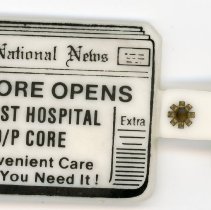 National News
ORE OPENS
ST HOSPITAL
/P CORE
Extra
venient Care
You Need It!